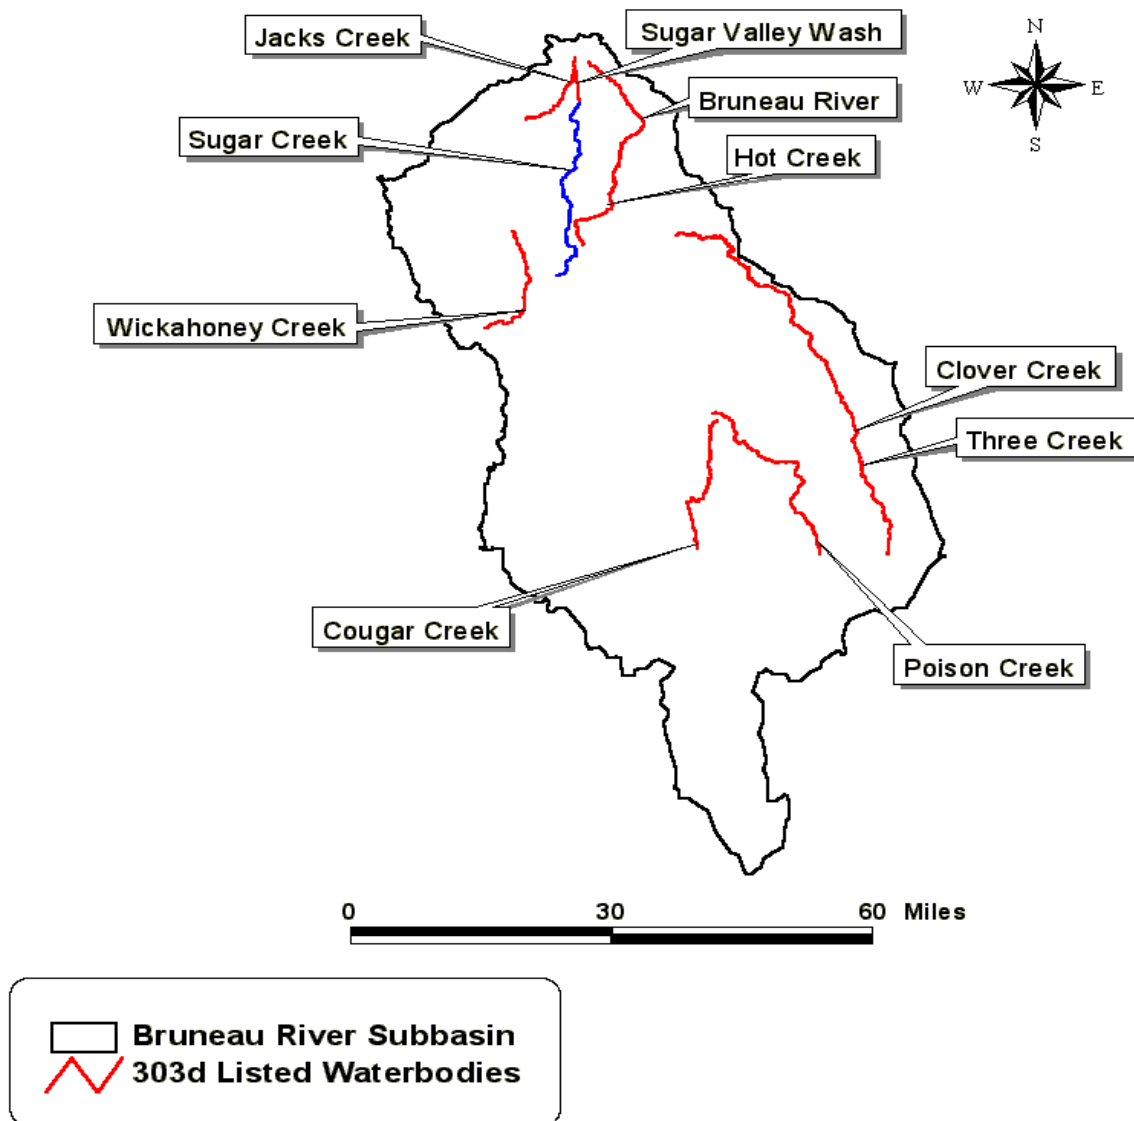 Jacks Creek
Sugar Valley Wash
N
W
E
S
Bruneau River
Sugar Creek
Hot Creek
Wickahoney Creek
Clover Creek
Three Creek
Cougar Creek
Poison Creek
0 30 60 Miles
Bruneau River Subbasin
303d Listed Waterbodies